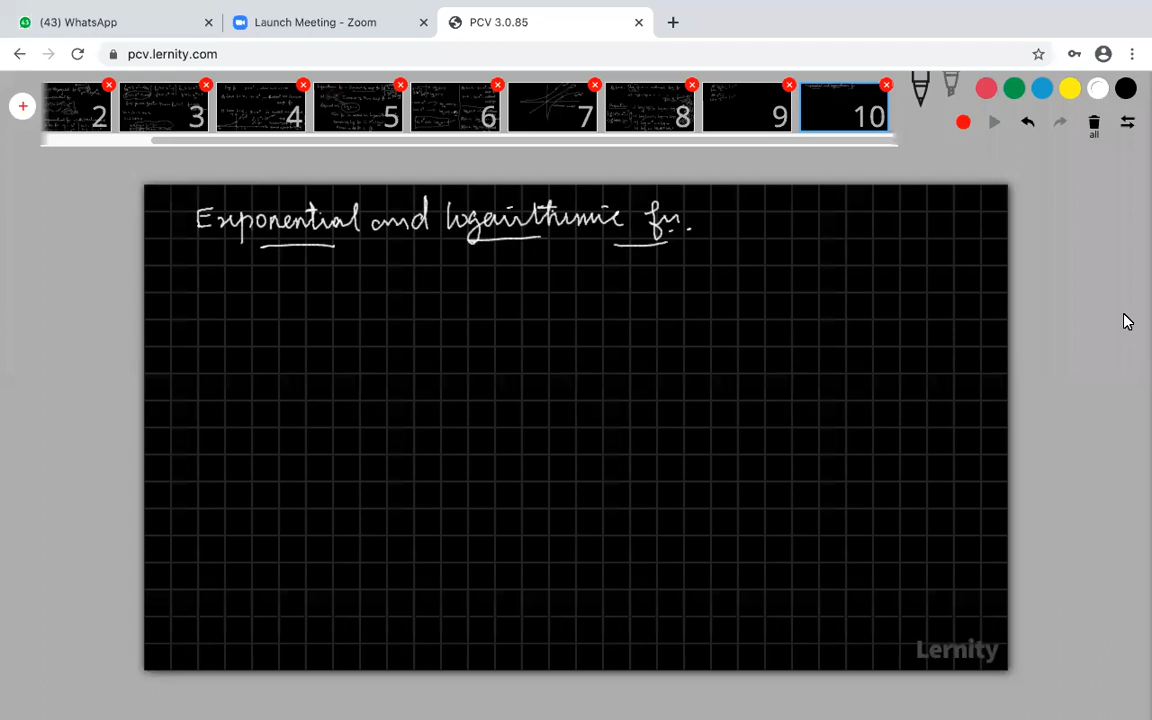 (43) WhatsApp
Launch Meeting - Zoom
PCV 3.0.85
pcv.lernity.com
2
3
4
5
6
7
8
9
10
all
Exponential and logarithmic fn.
Lernity